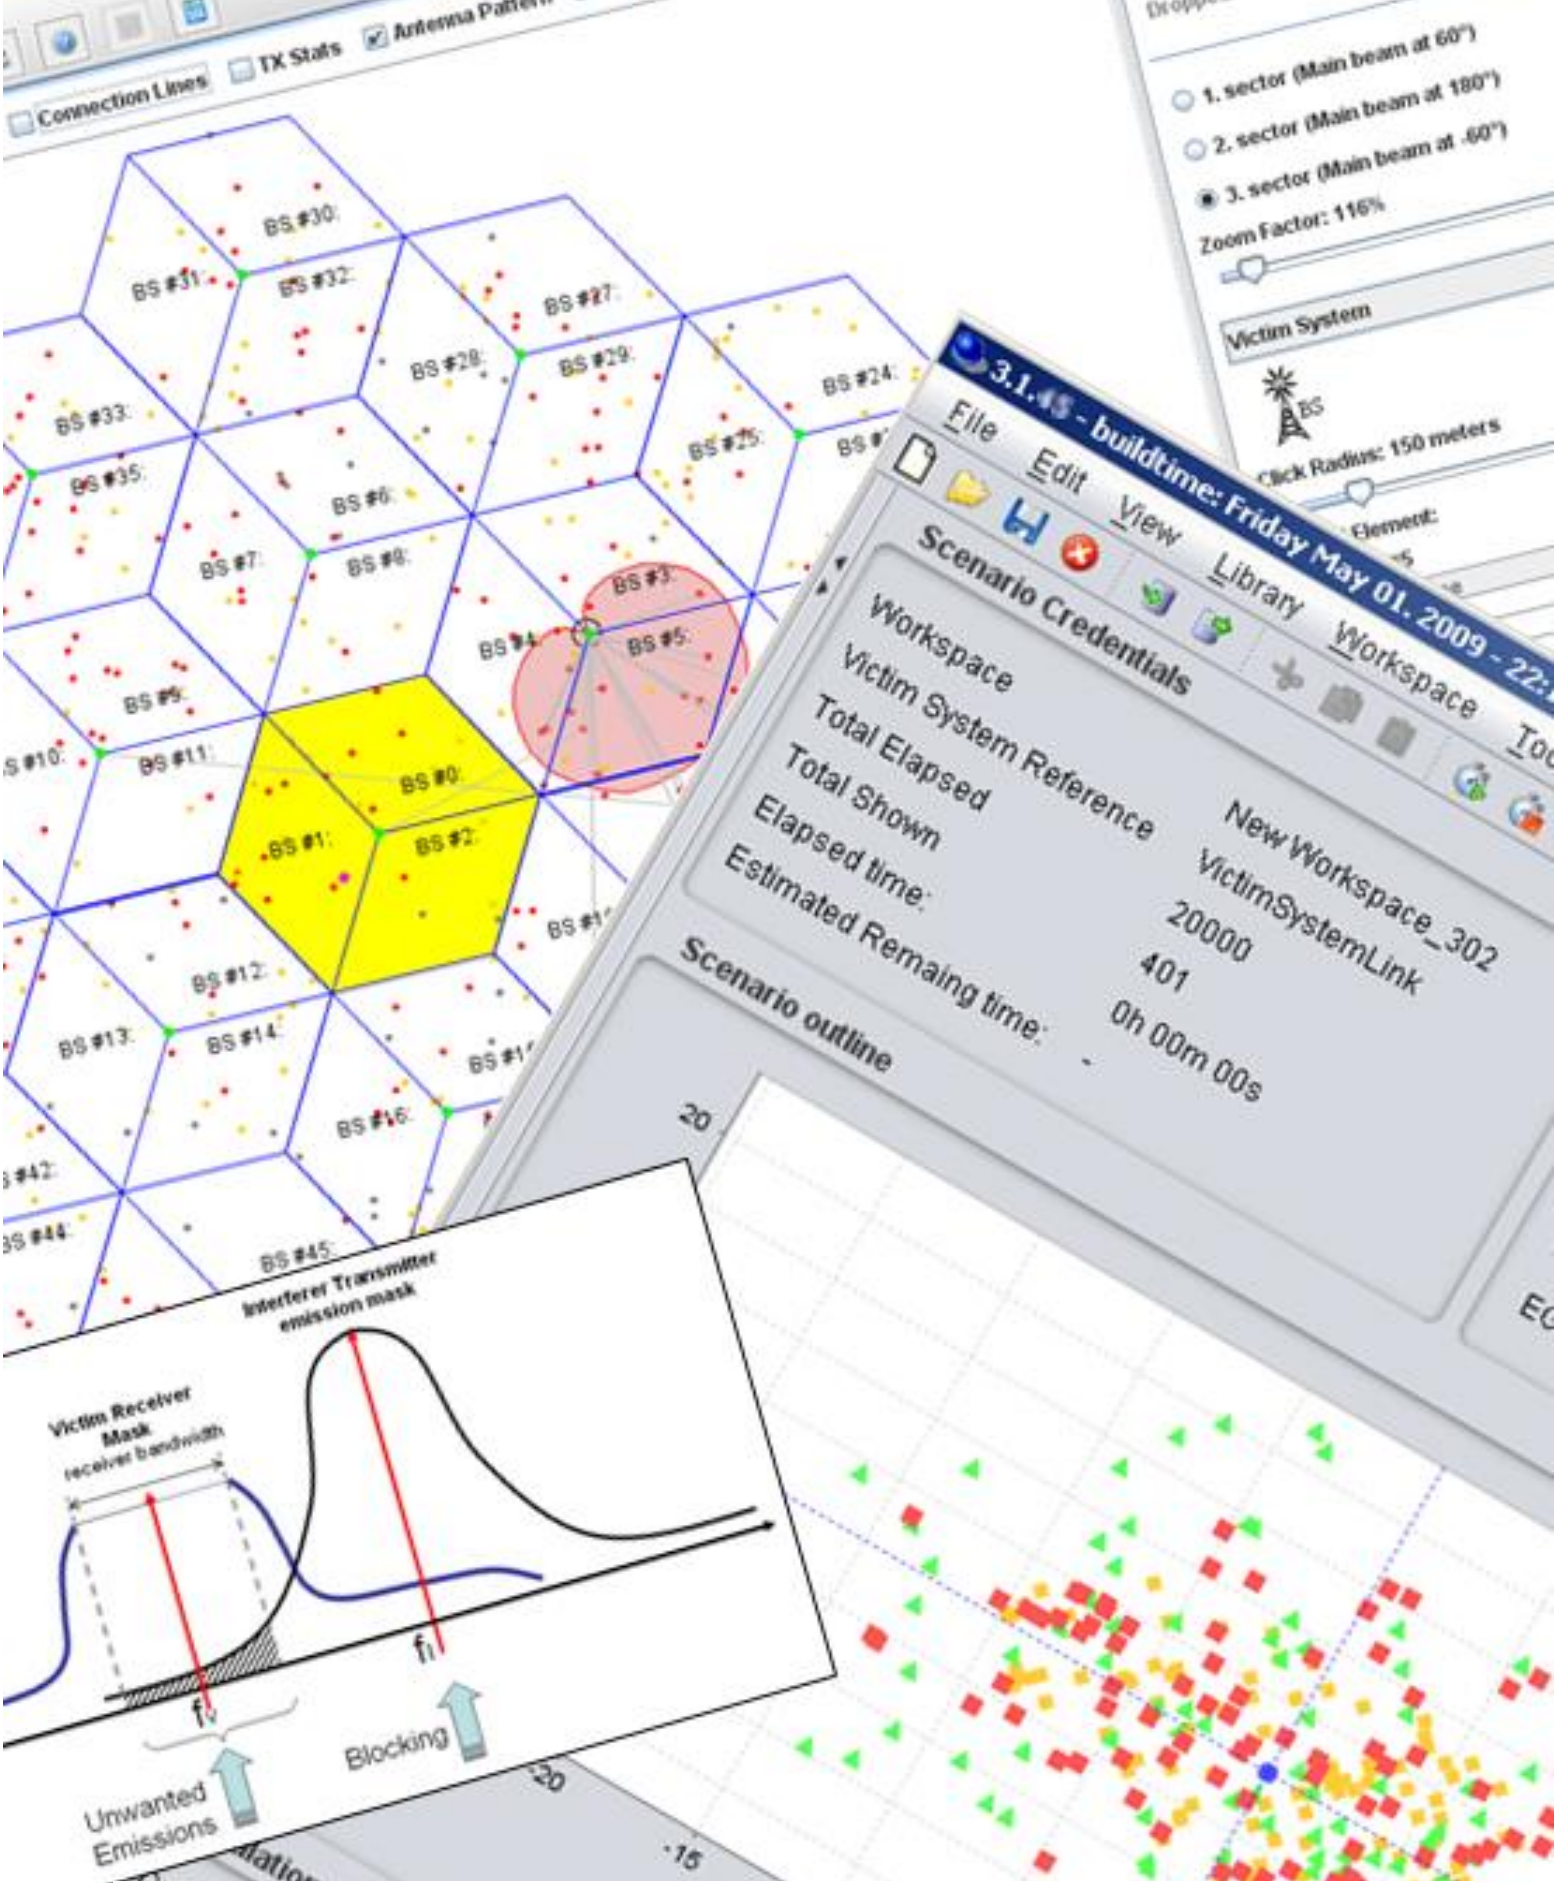 Connection Lines
TX Stats
Antenna Pattern
1. sector (Main beam at 60°)
2. sector (Main beam at 180°)
3. sector (Main beam at -60°)
Zoom Factor: 116%
Victim System
BS
Click Radius: 150 meters
Element:
BS #30:
BS #31:
BS #32:
BS #27:
BS #28:
BS #29:
BS #24:
BS #25:
BS #33:
BS #35:
BS #6:
BS #7:
BS #8:
BS #3:
BS #4:
BS #5:
BS #9:
BS #10:
BS #11:
BS #0:
BS #1:
BS #2:
BS #12:
BS #13:
BS #14:
BS #16:
BS #42:
BS #44:
BS #45:
3.1.45 - buildtime: Friday May 01. 2009 - 22:
File Edit View Library Workspace
Scenario Credentials
Workspace New Workspace_302
Victim System Reference VictimSystemLink
Total Elapsed 20000
Total Shown 401
Elapsed time: 0h 00m 00s
Estimated Remaing time: -
Scenario outline
20
Interferer Transmitter
emission mask
Victim Receiver
Mask
receiver bandwidth
Blocking
Unwanted
Emissions
-20
-15